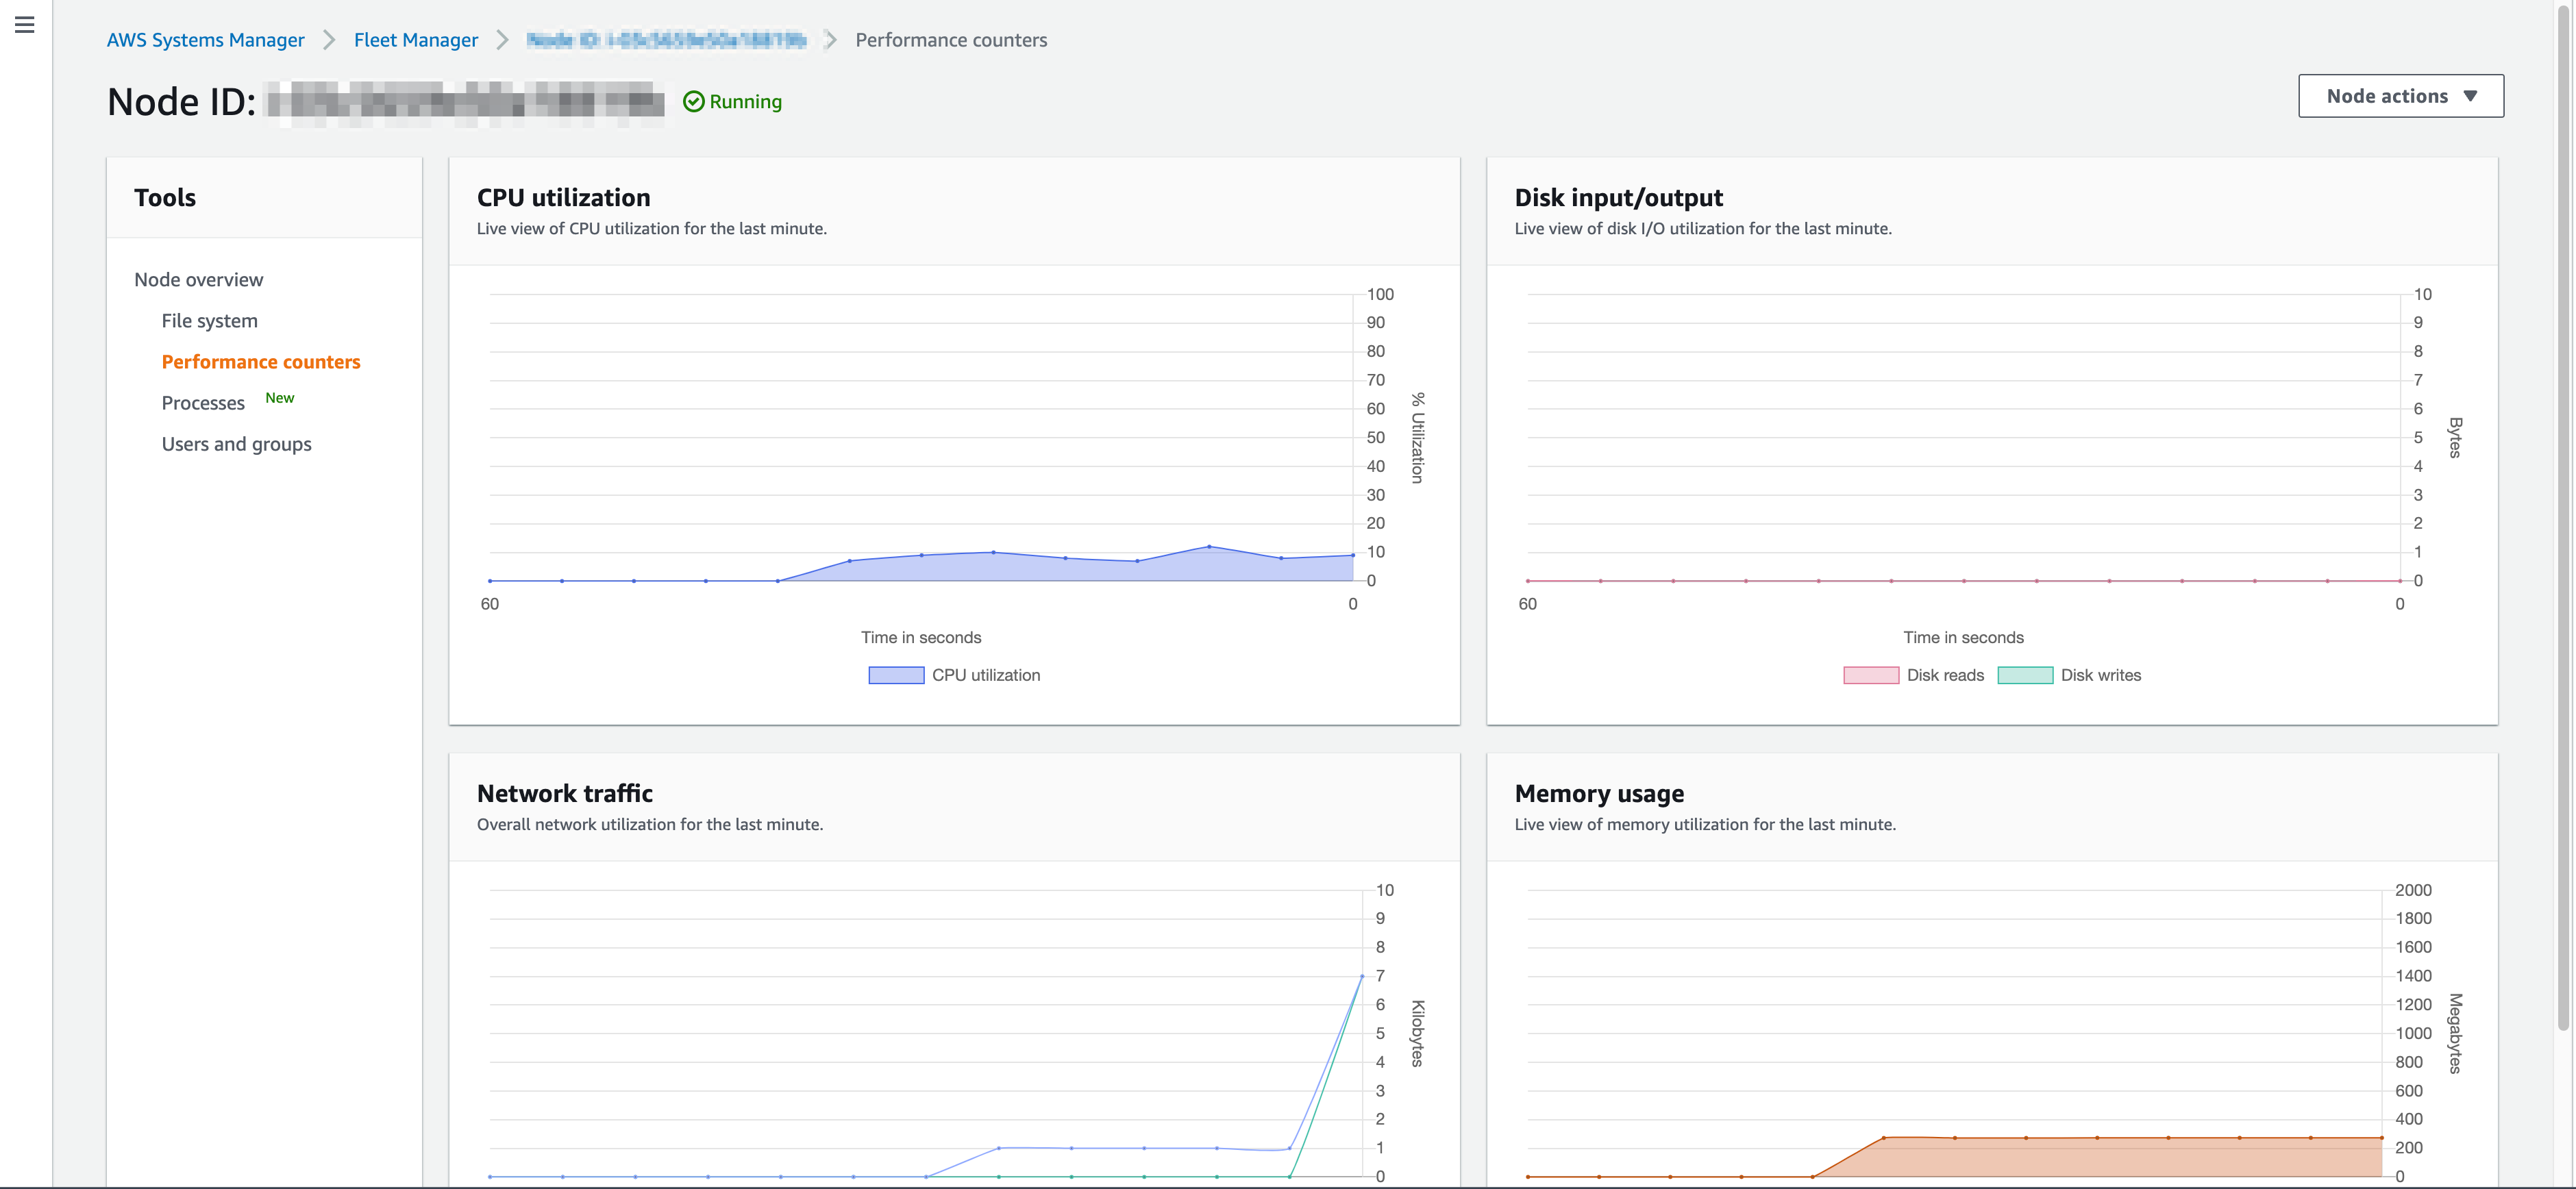 AWS Systems Manager > Fleet Manager > Performance counters
Node ID: Running
Node actions
Tools
Node overview
File system
Performance counters
Processes New
Users and groups
CPU utilization
Live view of CPU utilization for the last minute.
100
90
80
70
60
50
40
30
20
10
0
% Utilization
60 0
Time in seconds
CPU utilization
Disk input/output
Live view of disk I/O utilization for the last minute.
10
9
8
7
6
5
4
3
2
1
0
Bytes
60 0
Time in seconds
Disk reads Disk writes
Network traffic
Overall network utilization for the last minute.
10
9
8
7
6
5
4
3
2
1
0
Kilobytes
Memory usage
Live view of memory utilization for the last minute.
2000
1800
1600
1400
1200
1000
800
600
400
200
0
Megabytes